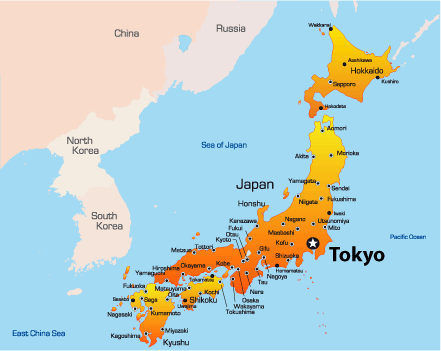 Wakkanai
China
Russia
Asahikawa
Hokkaido
Kushiro
Sapporo
Hakodate
Aomori
North
Korea
Sea of Japan
Akita
Morioka
Japan
Yamagata
Sendai
Honshu
Niigata
Fukushima
South
Korea
Iwaki
Kanazawa
Nagano
Utsunomiya
Fukui
Maebashi
Mito
Otsu
Pacific Ocean
Kyoto
Kofu
Tottori
Matsue
Gifu
Tokyo
Shizuoka
Okayama
Kobe
Hiroshima
Hamamatsu
Yamaguchi
Nagoya
Takamatsu
Tsu
Fukuoka
Matsuyama
Nara
Kochi
Sasebo
Saga
Oita
Shikoku
Osaka
Uwajima
Wakayama
Nagasaki
Kumamoto
Tokushima
East China Sea
Kagoshima
Miyazaki
Kyushu